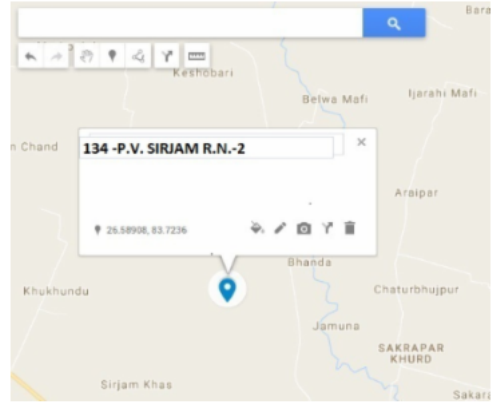 Bara
Keshobari
Belwa Mafi
Ijarahi Mafi
n Chand
134 -P.V. SIRJAM R.N.-2
Araipar
26.58908, 83.7236
Bhanda
Khukhundu
Chaturbhujpur
Jamuna
SAKRAPAR
KHURD
Sirjam Khas
Sakara